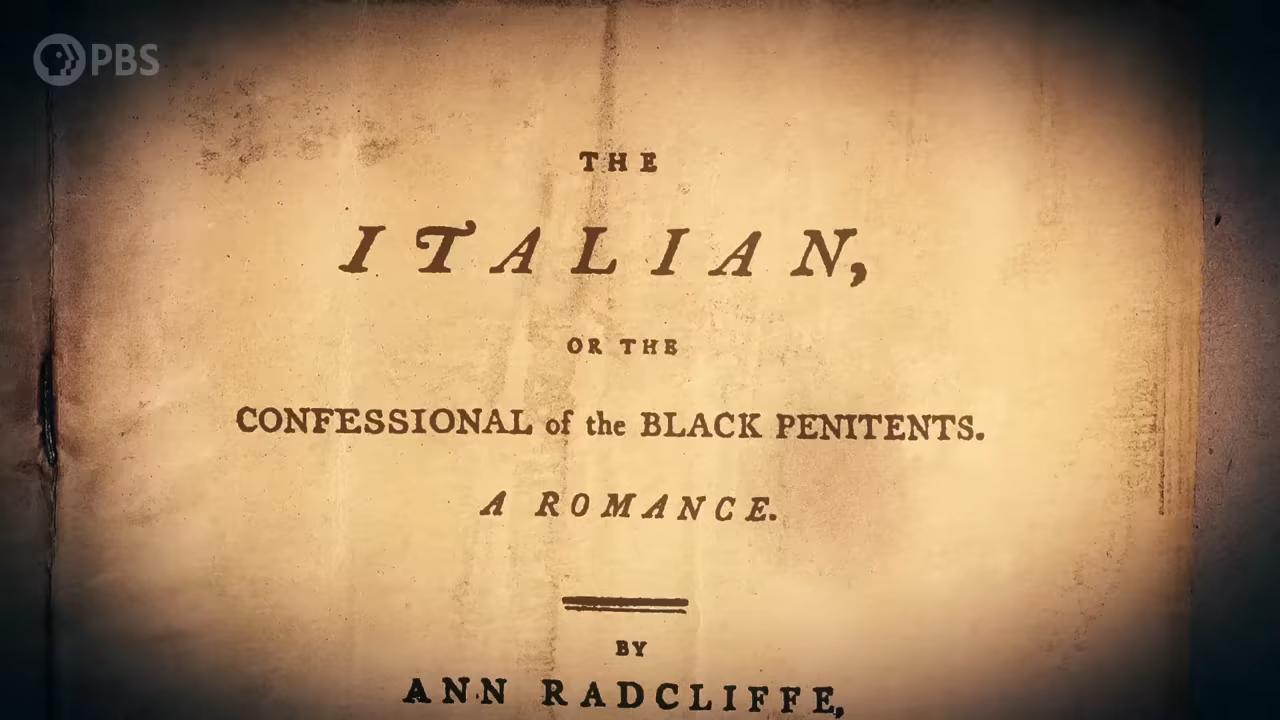 PBS
THE
ITALIAN,
OR THE
CONFESSIONAL of the BLACK PENITENTS.
A ROMANCE.
BY
ANN RADCLIFFE,